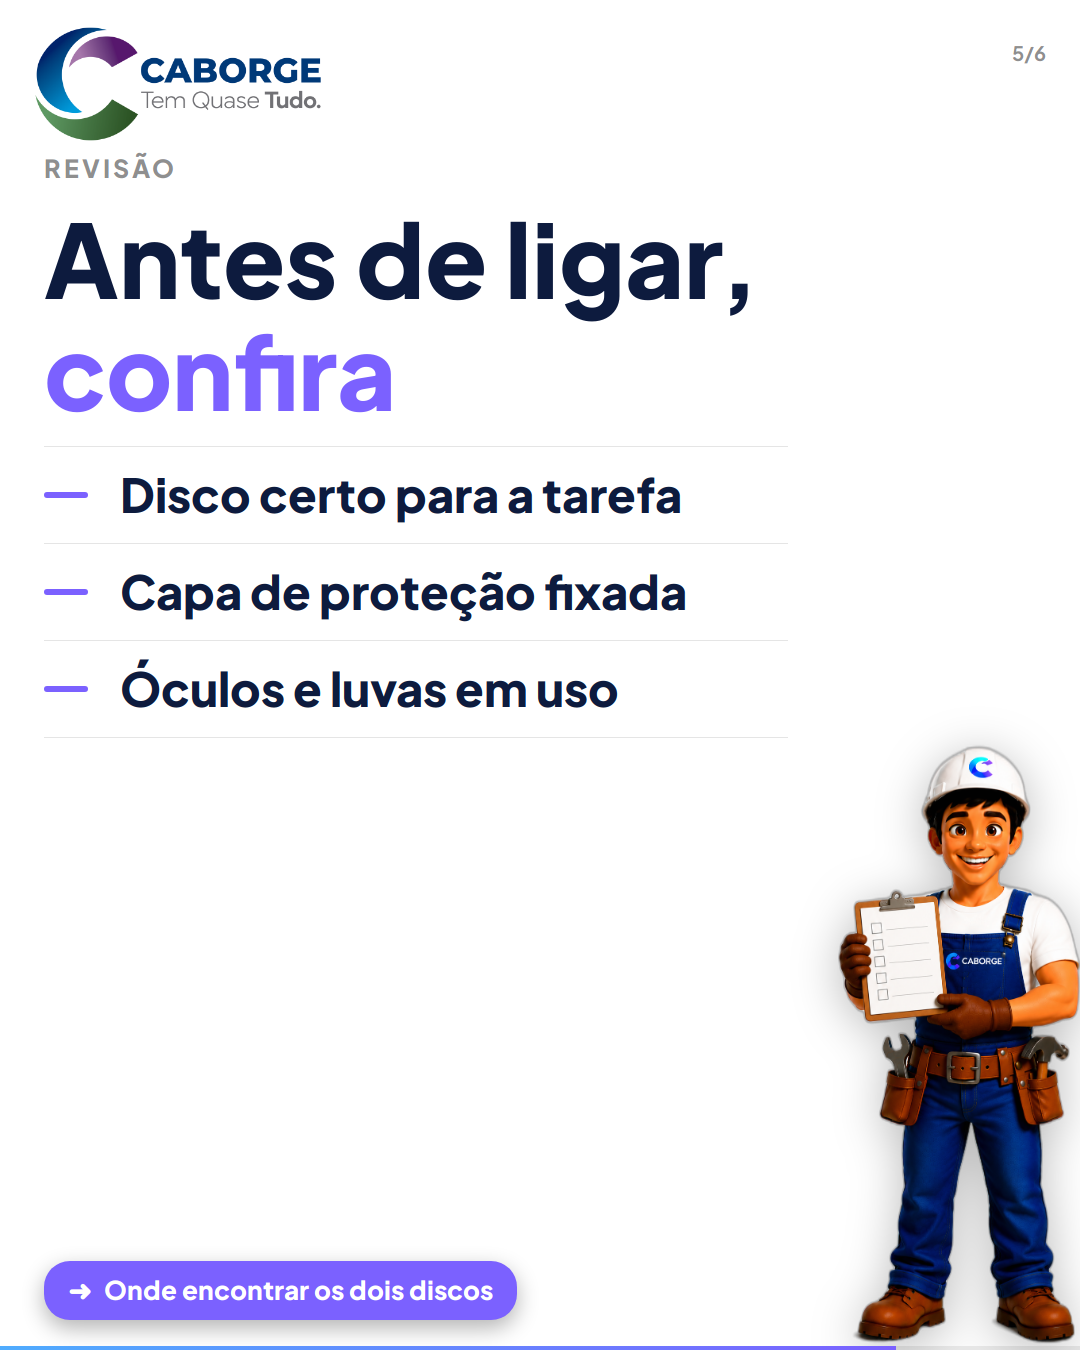 CABORGE
Tem Quase Tudo.
5/6
REVISÃO
Antes de ligar,
confira
Disco certo para a tarefa
Capa de proteção fixada
Óculos e luvas em uso
CABORGE
➜ Onde encontrar os dois discos